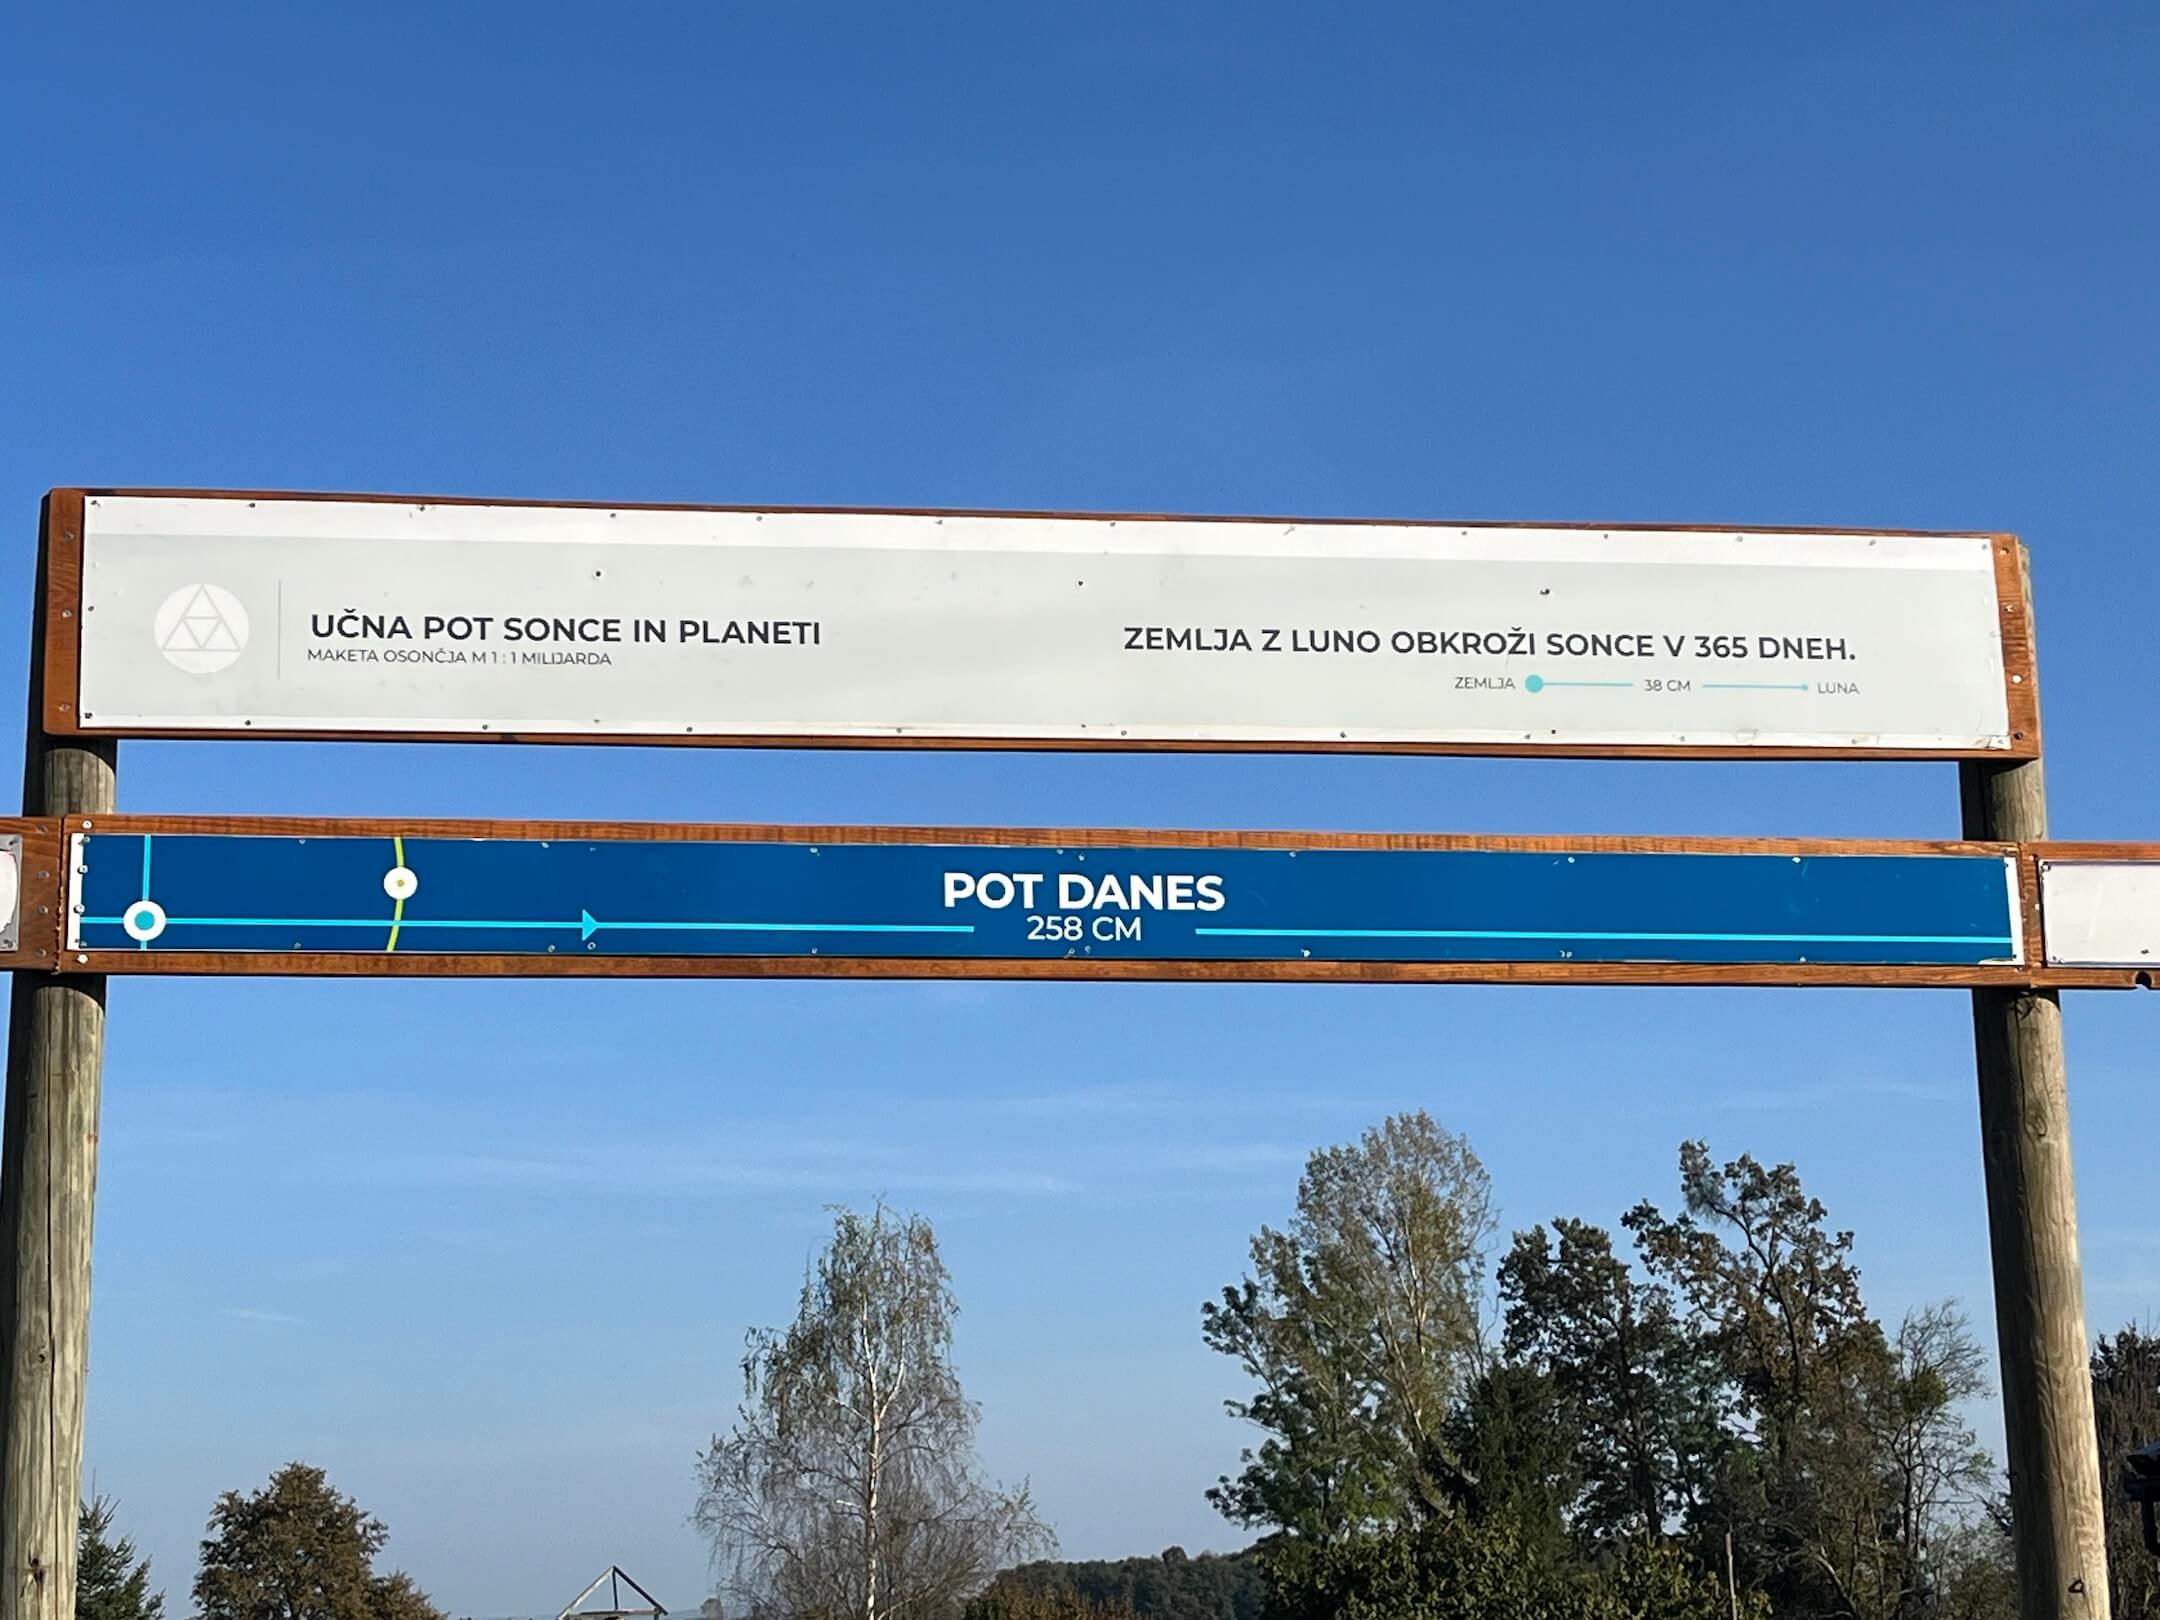 UČNA POT SONCE IN PLANETI
MAKETA OSONČJA M 1 : 1 MILIJARDA
ZEMLJA Z LUNO OBKROŽI SONCE V 365 DNEH.
ZEMLJA 38 CM LUNA
POT DANES
258 CM